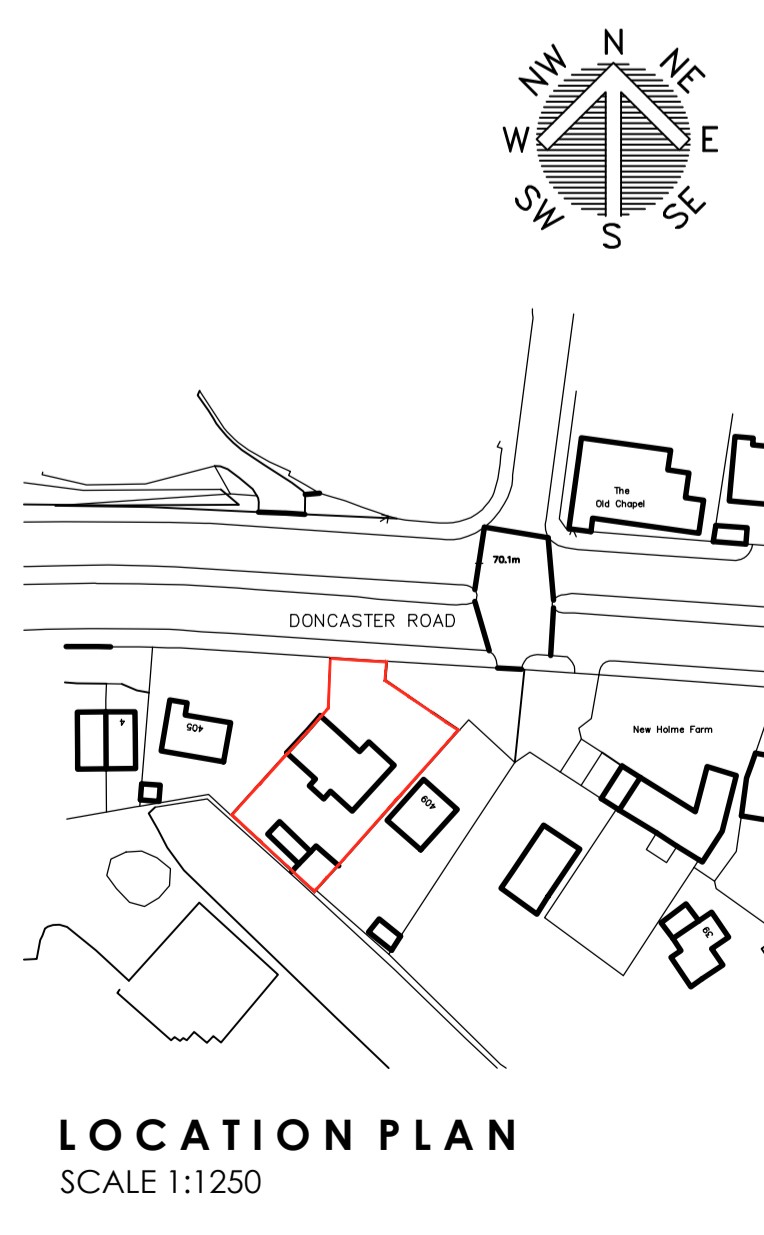 N
NW NE
W E
SW SE
S
The
Old Chapel
70.1m
DONCASTER ROAD
4
405
New Holme Farm
409
39
LOCATION PLAN
SCALE 1:1250